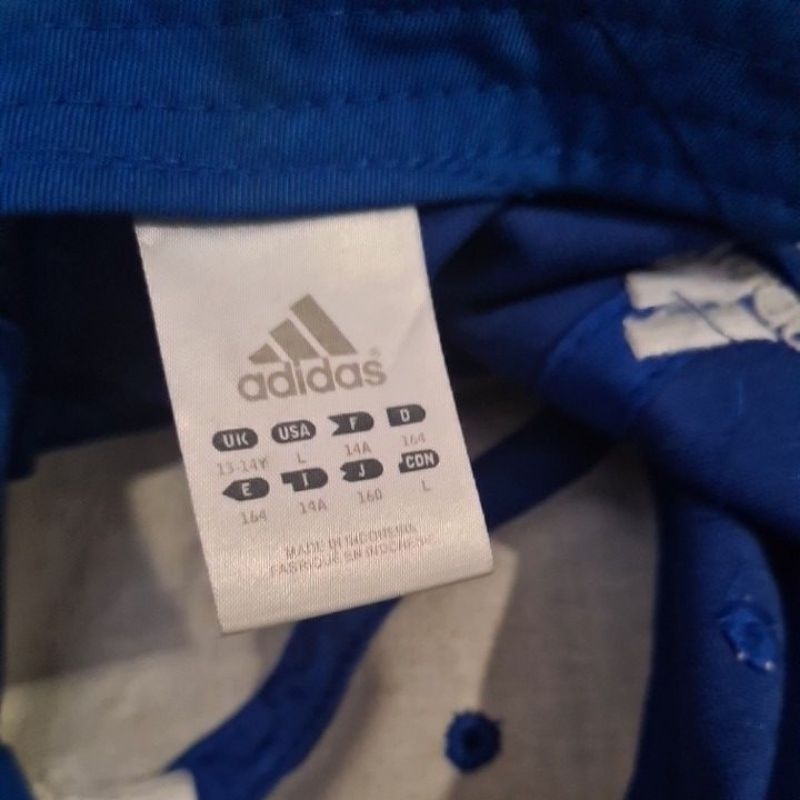 adidas®
UK USA F D
13-14Y L 14A 164
E I J CDN
164 14A 160 L
MADE IN INDONESIA
FABRIQUE EN INDONESIE